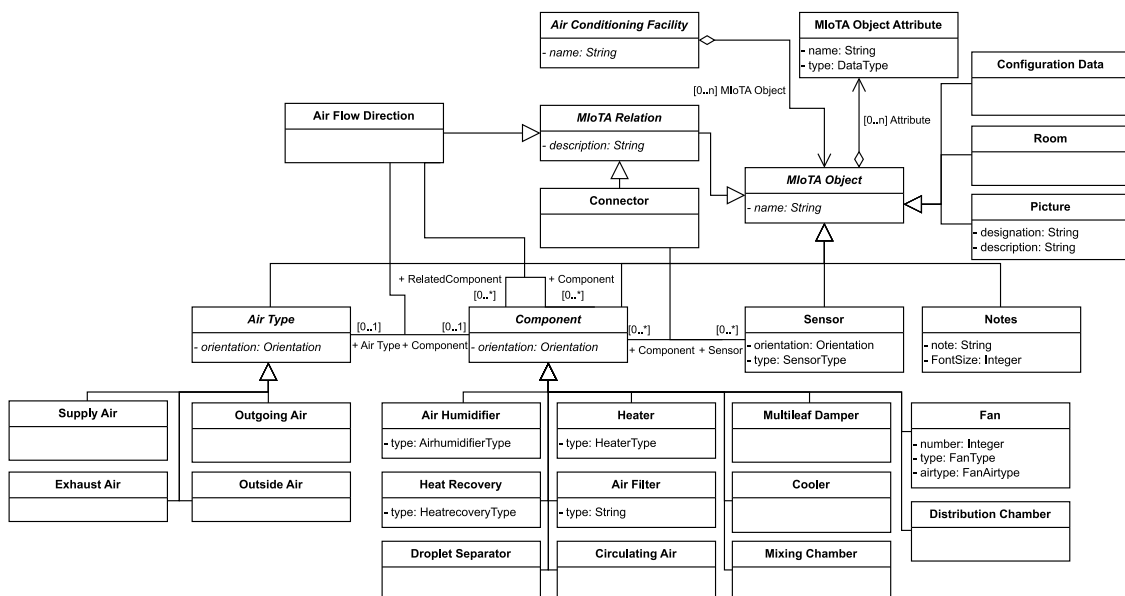 Air Conditioning Facility
- name: String
MIoTA Object Attribute
- name: String
- type: DataType
Configuration Data
[0..n] MIoTA Object
[0..n] Attribute
Air Flow Direction
MIoTA Relation
- description: String
Room
Connector
MIoTA Object
- name: String
Picture
- designation: String
- description: String
+ RelatedComponent
[0..*]
+ Component
[0..*]
Air Type
- orientation: Orientation
[0..1]
+ Air Type
[0..1]
+ Component
Component
- orientation: Orientation
[0..*]
+ Component
[0..*]
+ Sensor
Sensor
- orientation: Orientation
- type: SensorType
Notes
- note: String
- FontSize: Integer
Supply Air
Outgoing Air
Air Humidifier
- type: AirhumidifierType
Heater
- type: HeaterType
Multileaf Damper
Fan
- number: Integer
- type: FanType
- airtype: FanAirtype
Exhaust Air
Outside Air
Heat Recovery
- type: HeatrecoveryType
Air Filter
- type: String
Cooler
Distribution Chamber
Droplet Separator
Circulating Air
Mixing Chamber